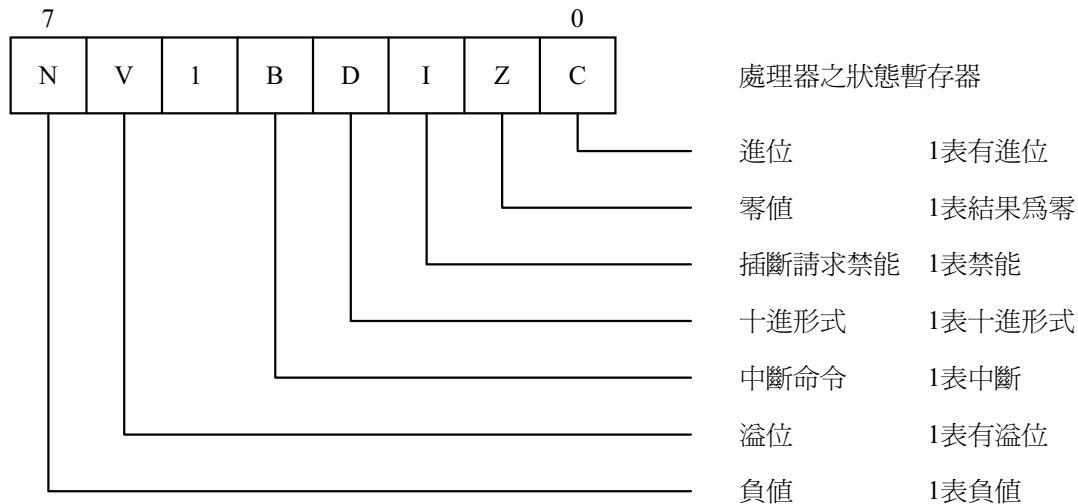 7 0
N V 1 B D I Z C
處理器之狀態暫存器
進位 1表有進位
零值 1表結果爲零
插斷請求禁能 1表禁能
十進形式 1表十進形式
中斷命令 1表中斷
溢位 1表有溢位
負值 1表負值